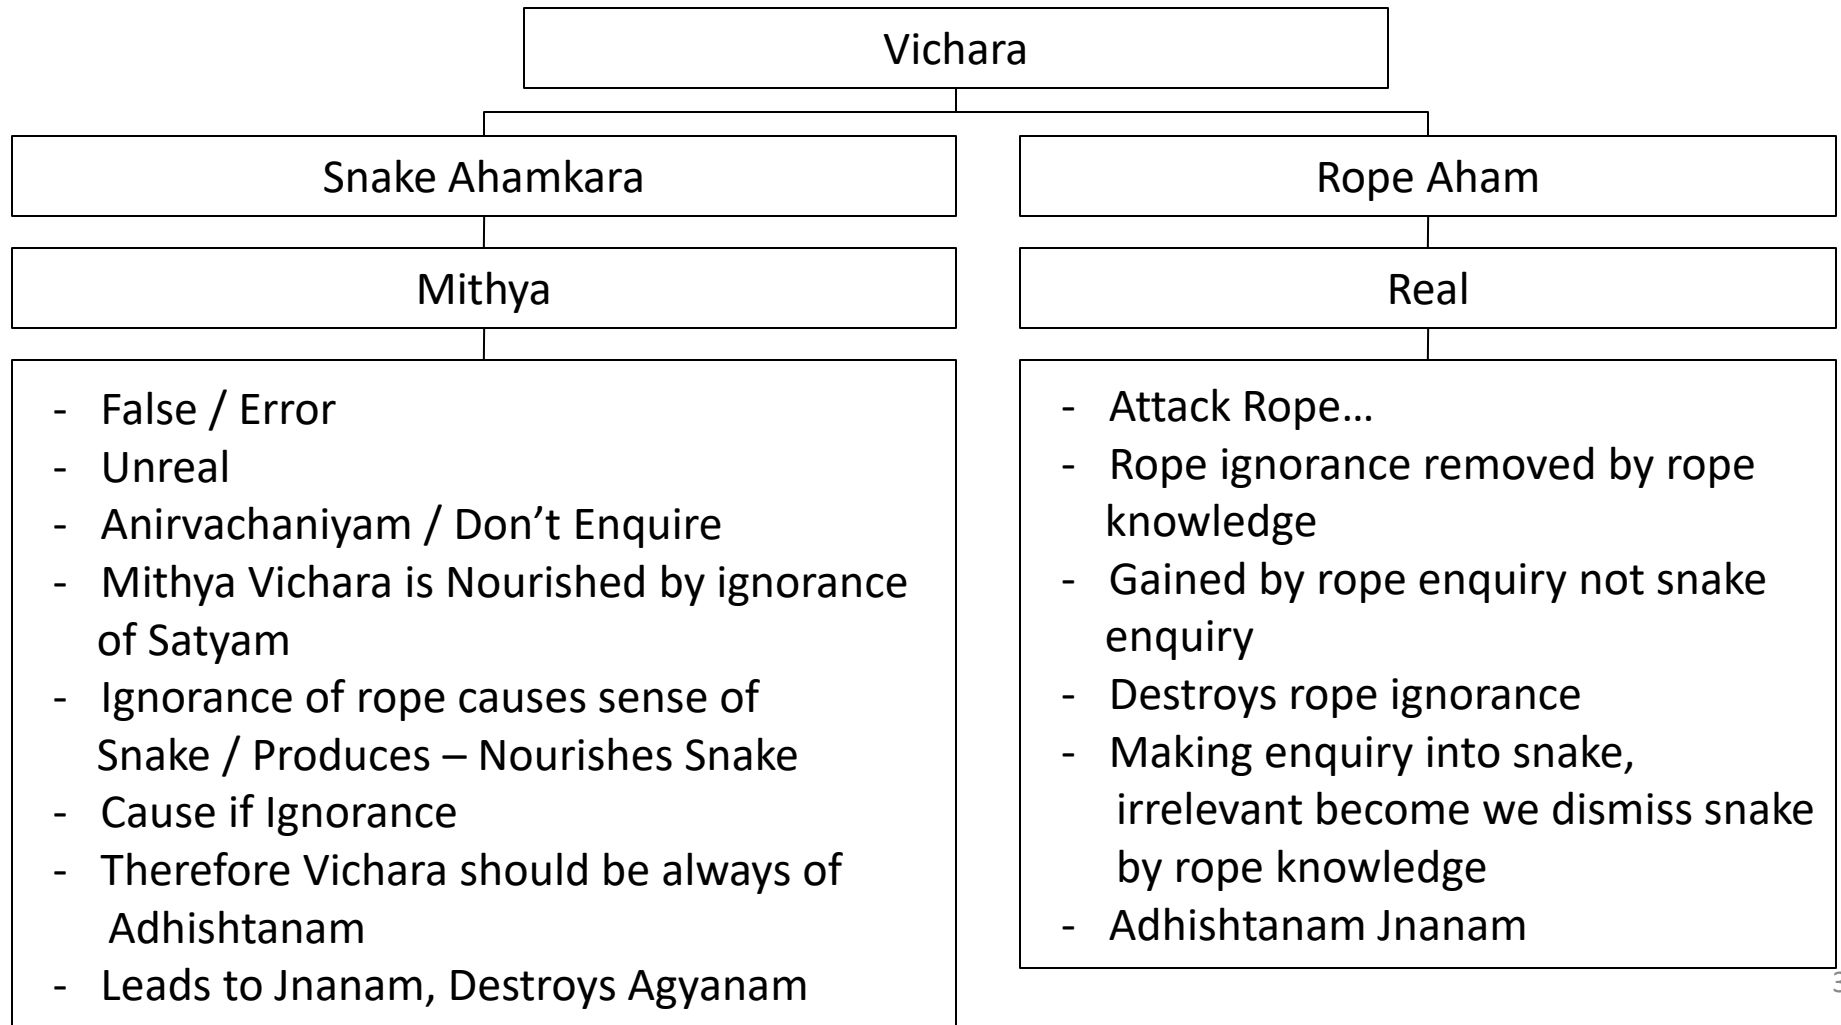 Vichara
Snake Ahamkara
Rope Aham
Mithya
Real
- False / Error
- Unreal
- Anirvachaniyam / Don’t Enquire
- Mithya Vichara is Nourished by ignorance
of Satyam
- Ignorance of rope causes sense of
Snake / Produces – Nourishes Snake
- Cause if Ignorance
- Therefore Vichara should be always of
Adhishtanam
- Leads to Jnanam, Destroys Agyanam
- Attack Rope…
- Rope ignorance removed by rope
knowledge
- Gained by rope enquiry not snake
enquiry
- Destroys rope ignorance
- Making enquiry into snake,
irrelevant become we dismiss snake
by rope knowledge
- Adhishtanam Jnanam